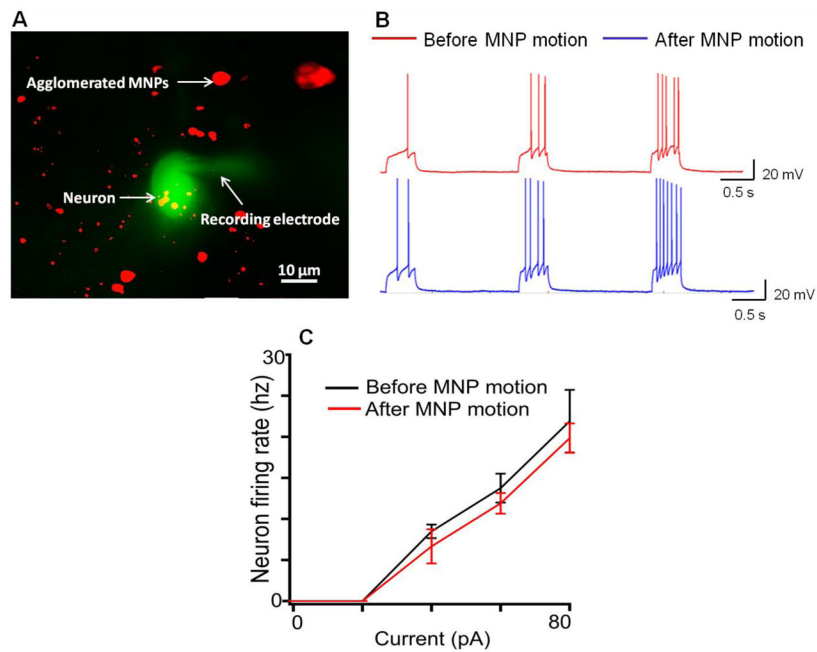 A
Agglomerated MNPs
Neuron
Recording electrode
10 µm
B
Before MNP motion
After MNP motion
20 mV
0.5 s
20 mV
0.5 s
C
30
Before MNP motion
After MNP motion
Neuron firing rate (hz)
0
0
80
Current (pA)